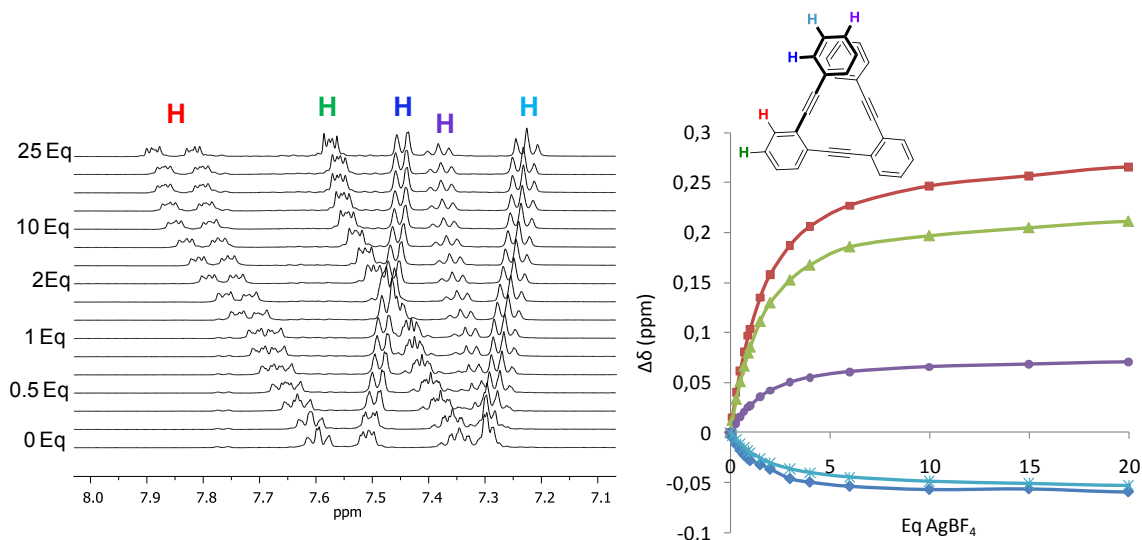 H H H H H
25 Eq
10 Eq
2Eq
1 Eq
0.5 Eq
0 Eq
8.0 7.9 7.8 7.7 7.6 7.5 7.4 7.3 7.2 7.1
ppm
H H
H
H
H
0,3
0,25
0,2
0,15
0,1
0,05
0
-0,05
-0,1
Δδ (ppm)
0 5 10 15 20
Eq AgBF₄